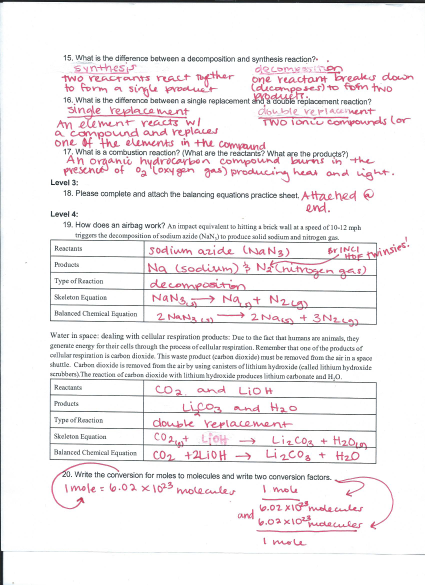 15. What is the difference between a decomposition and synthesis reaction?
synthesis decomposition
two reactants react together one reactant breaks down
to form a single product (decomposes) to form two
products.
16. What is the difference between a single replacement and a double replacement reaction?
single replacement double replacement
An element reacts w/ Two ionic compounds (or
a compound and replaces
one of the elements in the compound
17. What is a combustion reaction? (What are the reactants? What are the products?)
An organic hydrocarbon compound burns in the
presence of O2 (oxygen gas) producing heat and light.
Level 3:
18. Please complete and attach the balancing equations practice sheet. Attached @
end.
Level 4:
19. How does an airbag work? An impact equivalent to hitting a brick wall at a speed of 10-12 mph
triggers the decomposition of sodium azide (NaN3) to produce solid sodium and nitrogen gas.
BrINCl
HOF twinsies!
Reactants sodium azide (NaN3)
Products Na (sodium) & N2 (nitrogen gas)
Type of Reaction decomposition
Skeleton Equation NaN3(s) → Na(s) + N2(g)
Balanced Chemical Equation 2NaN3(s) → 2Na(s) + 3N2(g)
Water in space: dealing with cellular respiration products: Due to the fact that humans are animals, they
generate energy for their cells through the process of cellular respiration. Remember that one of the products of
cellular respiration is carbon dioxide. This waste product (carbon dioxide) must be removed from the air in a space
shuttle. Carbon dioxide is removed from the air by using canisters of lithium hydroxide (called lithium hydroxide
scrubbers). The reaction of carbon dioxide with lithium hydroxide produces lithium carbonate and H2O.
Reactants CO2 and LiOH
Products Li2CO3 and H2O
Type of Reaction double replacement
Skeleton Equation CO2(g) + LiOH → Li2CO3 + H2O(l)
Balanced Chemical Equation CO2 + 2LiOH → Li2CO3 + H2O
20. Write the conversion for moles to molecules and write two conversion factors.
1 mole = 6.02 x 10^23 molecules 1 mole
6.02 x 10^23 molecules
and 6.02 x 10^23 molecules
1 mole